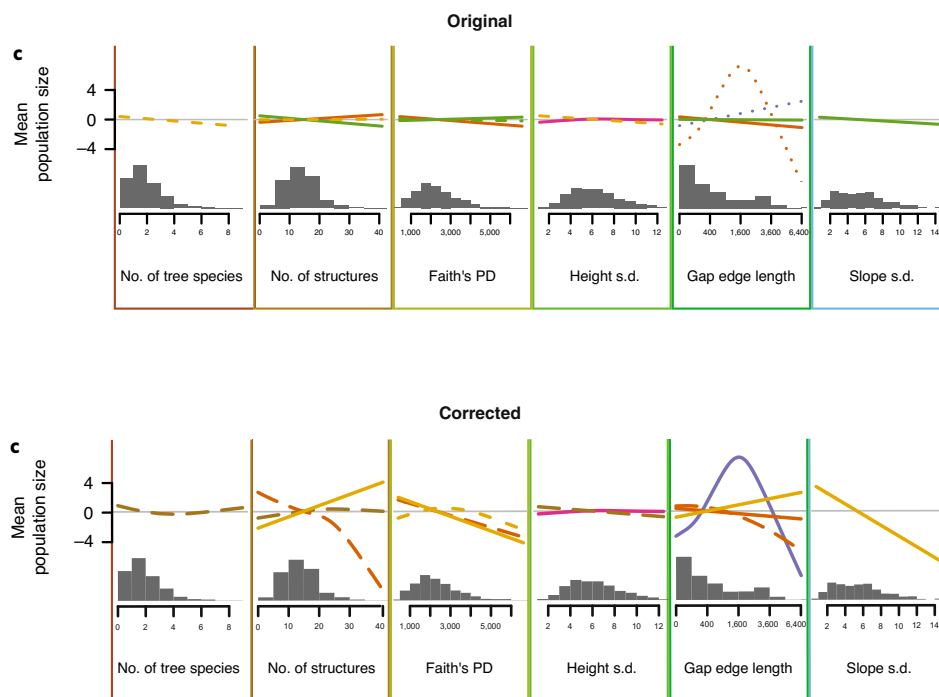 Original
c
Mean
population size
4
0
−4
0 2 4 6 8
0 10 20 30 40
1,000 3,000 5,000
2 4 6 8 10 12
0 400 1,600 3,600 6,400
2 4 6 8 10 12 14
No. of tree species
No. of structures
Faith's PD
Height s.d.
Gap edge length
Slope s.d.
Corrected
c
Mean
population size
4
0
−4
0 2 4 6 8
0 10 20 30 40
1,000 3,000 5,000
2 4 6 8 10 12
0 400 1,600 3,600 6,400
2 4 6 8 10 12 14
No. of tree species
No. of structures
Faith's PD
Height s.d.
Gap edge length
Slope s.d.